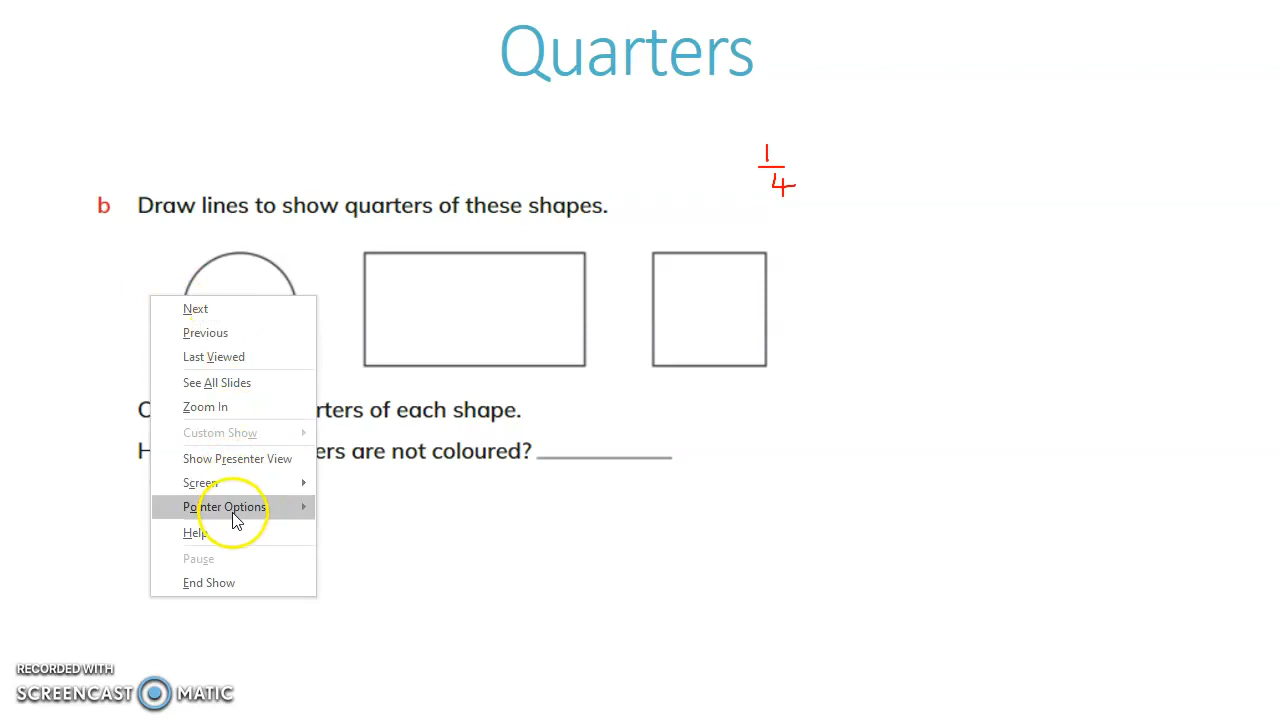 Quarters
1
4
b Draw lines to show quarters of these shapes.
Next
Previous
Last Viewed
See All Slides
Zoom In
rters of each shape.
Custom Show
ers are not coloured?
Show Presenter View
Screen
Pointer Options
Help
Pause
End Show
RECORDED WITH
SCREENCAST MATIC